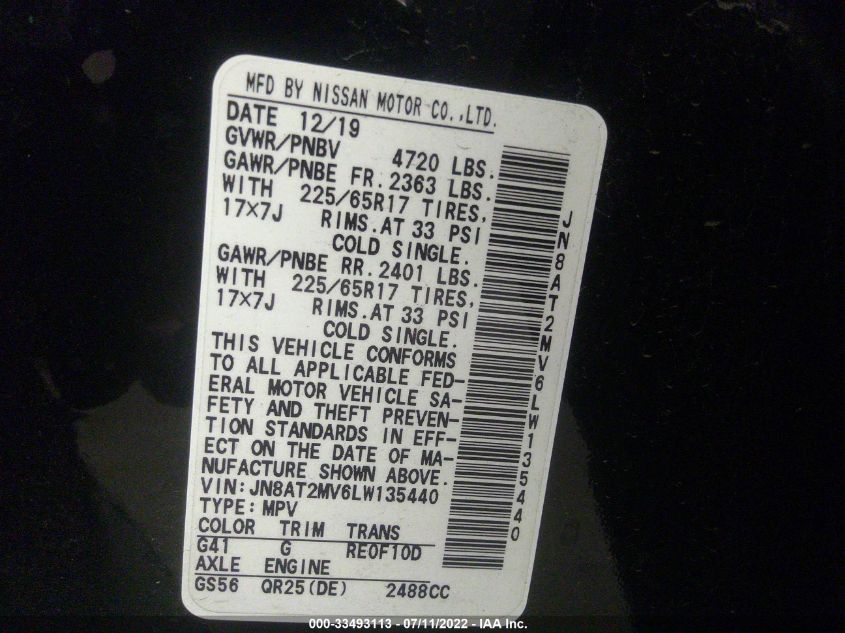 MFD BY NISSAN MOTOR CO.,LTD.
DATE 12/19
GVWR/PNBV 4720 LBS.
GAWR/PNBE FR.2363 LBS.
WITH 225/65R17 TIRES,
17×7J RIMS.AT 33 PSI
COLD SINGLE.
GAWR/PNBE RR.2401 LBS.
WITH 225/65R17 TIRES,
17×7J RIMS.AT 33 PSI
COLD SINGLE.
THIS VEHICLE CONFORMS
TO ALL APPLICABLE FED-
ERAL MOTOR VEHICLE SA-
FETY AND THEFT PREVEN-
TION STANDARDS IN EFF-
ECT ON THE DATE OF MA-
NUFACTURE SHOWN ABOVE.
VIN:JN8AT2MV6LW135440
TYPE:MPV
COLOR TRIM TRANS
G41 G RE0F10D
AXLE ENGINE
GS56 QR25(DE) 2488CC
JN8AT2MV6LW135440
000-33493113 - 07/11/2022 - IAA Inc.